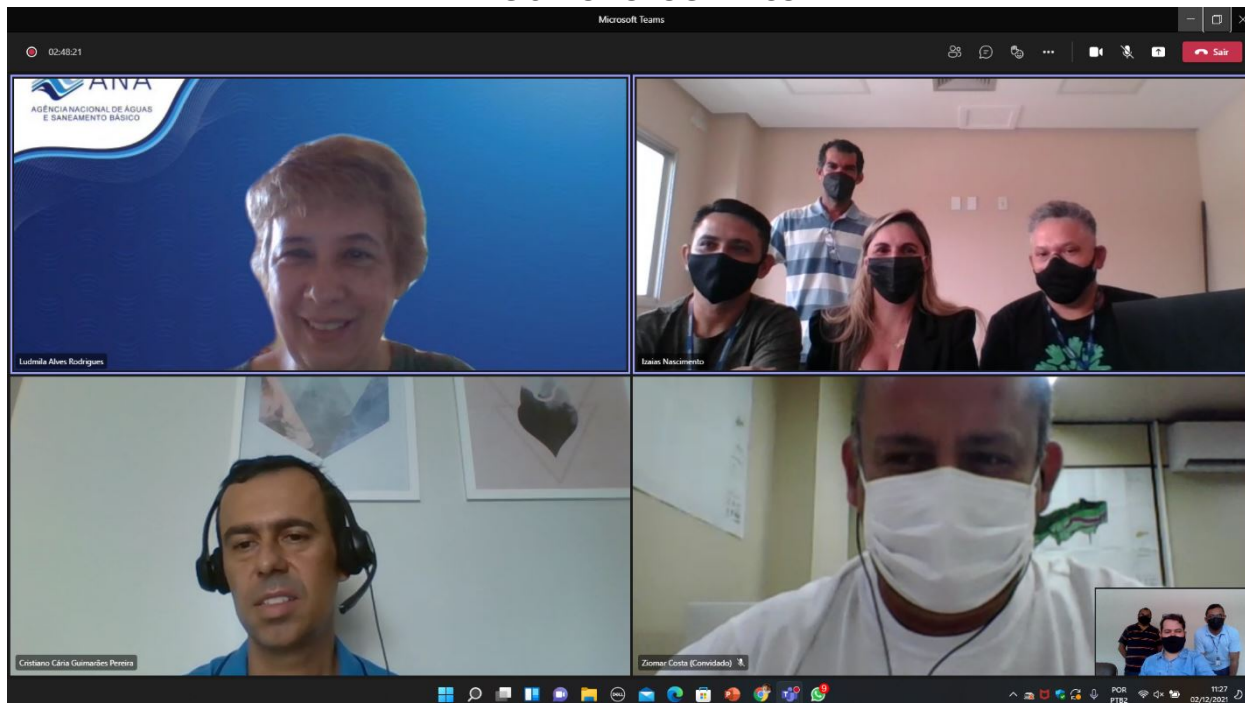 Microsoft Teams
02:48:21
Sair
ANA
AGÊNCIA NACIONAL DE ÁGUAS
E SANEAMENTO BÁSICO
Ludmila Alves Rodrigues
Izaias Nascimento
Cristiano Cária Guimarães Pereira
Ziomar Costa (Convidado)
POR
PTB2
11:27
02/12/2021